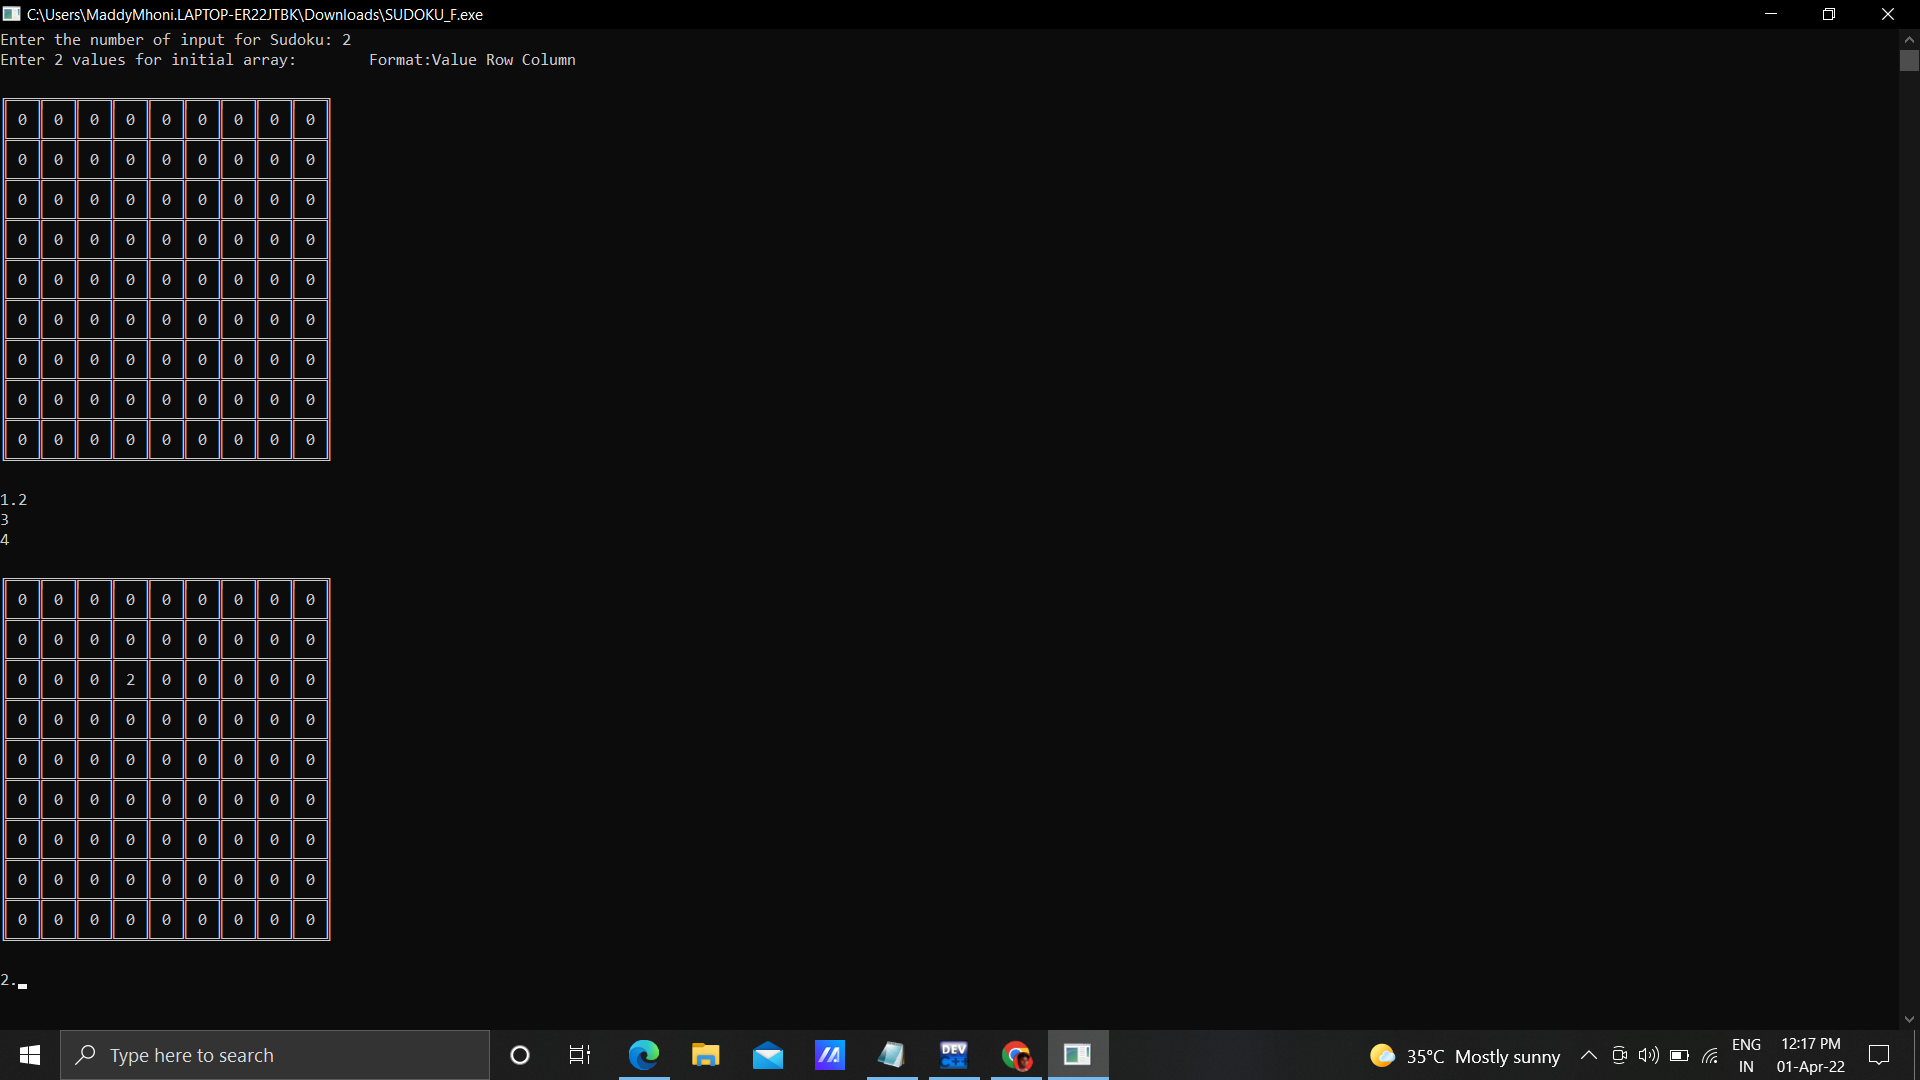 C:\Users\MaddyMhoni.LAPTOP-ER22JTBK\Downloads\SUDOKU_F.exe
Enter the number of input for Sudoku: 2
Enter 2 values for initial array:        Format:Value Row Column
0 0 0 0 0 0 0 0 0
0 0 0 0 0 0 0 0 0
0 0 0 0 0 0 0 0 0
0 0 0 0 0 0 0 0 0
0 0 0 0 0 0 0 0 0
0 0 0 0 0 0 0 0 0
0 0 0 0 0 0 0 0 0
0 0 0 0 0 0 0 0 0
0 0 0 0 0 0 0 0 0
1.2
3
4
0 0 0 0 0 0 0 0 0
0 0 0 0 0 0 0 0 0
0 0 0 2 0 0 0 0 0
0 0 0 0 0 0 0 0 0
0 0 0 0 0 0 0 0 0
0 0 0 0 0 0 0 0 0
0 0 0 0 0 0 0 0 0
0 0 0 0 0 0 0 0 0
0 0 0 0 0 0 0 0 0
2.
Type here to search
DEV C++
35°C Mostly sunny
ENG
IN
12:17 PM
01-Apr-22